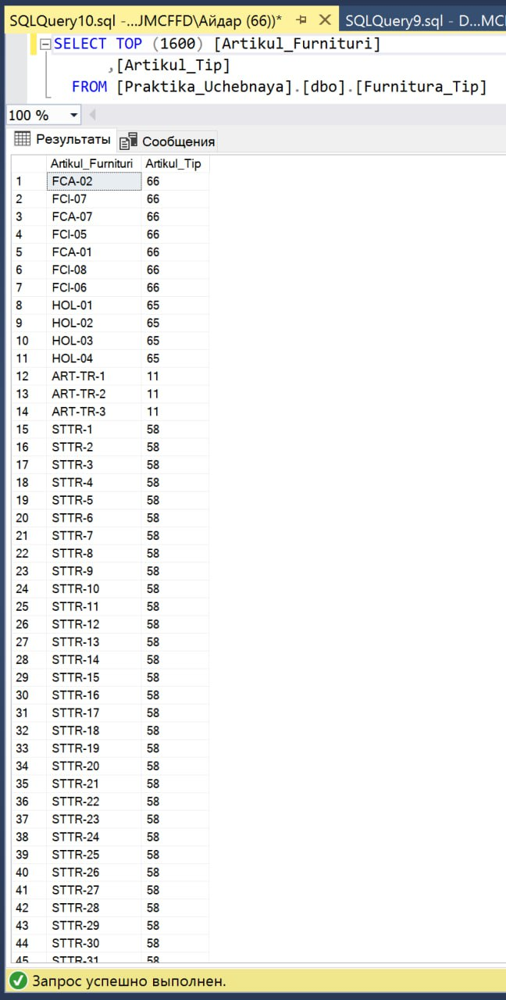 SQLQuery10.sql -...JMCFFD\Айдар (66))* SQLQuery9.sql - D...MCF
SELECT TOP (1600) [Artikul_Furnituri]
,[Artikul_Tip]
FROM [Praktika_Uchebnaya].[dbo].[Furnitura_Tip]
100 %
Результаты Сообщения
Artikul_Furnituri Artikul_Tip
1 FCA-02 66
2 FCI-07 66
3 FCA-07 66
4 FCI-05 66
5 FCA-01 66
6 FCI-08 66
7 FCI-06 66
8 HOL-01 65
9 HOL-02 65
10 HOL-03 65
11 HOL-04 65
12 ART-TR-1 11
13 ART-TR-2 11
14 ART-TR-3 11
15 STTR-1 58
16 STTR-2 58
17 STTR-3 58
18 STTR-4 58
19 STTR-5 58
20 STTR-6 58
21 STTR-7 58
22 STTR-8 58
23 STTR-9 58
24 STTR-10 58
25 STTR-11 58
26 STTR-12 58
27 STTR-13 58
28 STTR-14 58
29 STTR-15 58
30 STTR-16 58
31 STTR-17 58
32 STTR-18 58
33 STTR-19 58
34 STTR-20 58
35 STTR-21 58
36 STTR-22 58
37 STTR-23 58
38 STTR-24 58
39 STTR-25 58
40 STTR-26 58
41 STTR-27 58
42 STTR-28 58
43 STTR-29 58
44 STTR-30 58
45 STTR-31 58
Запрос успешно выполнен.